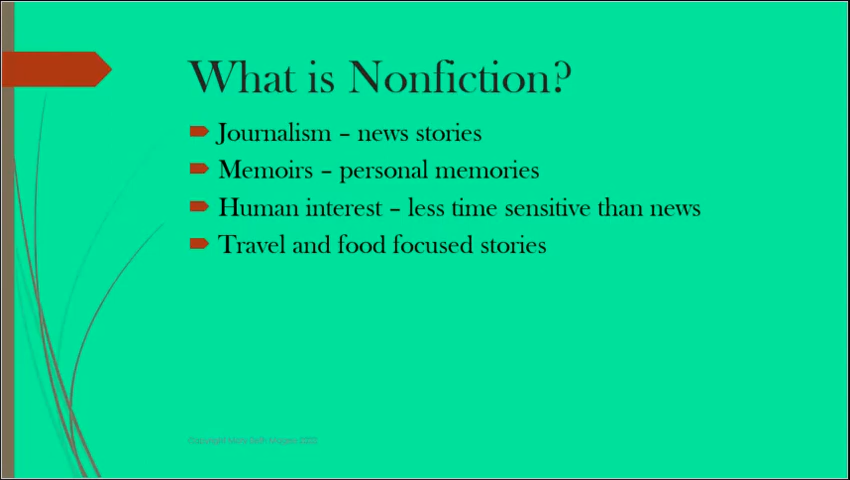 What is Nonfiction?
Journalism – news stories
Memoirs – personal memories
Human interest – less time sensitive than news
Travel and food focused stories
Copyright